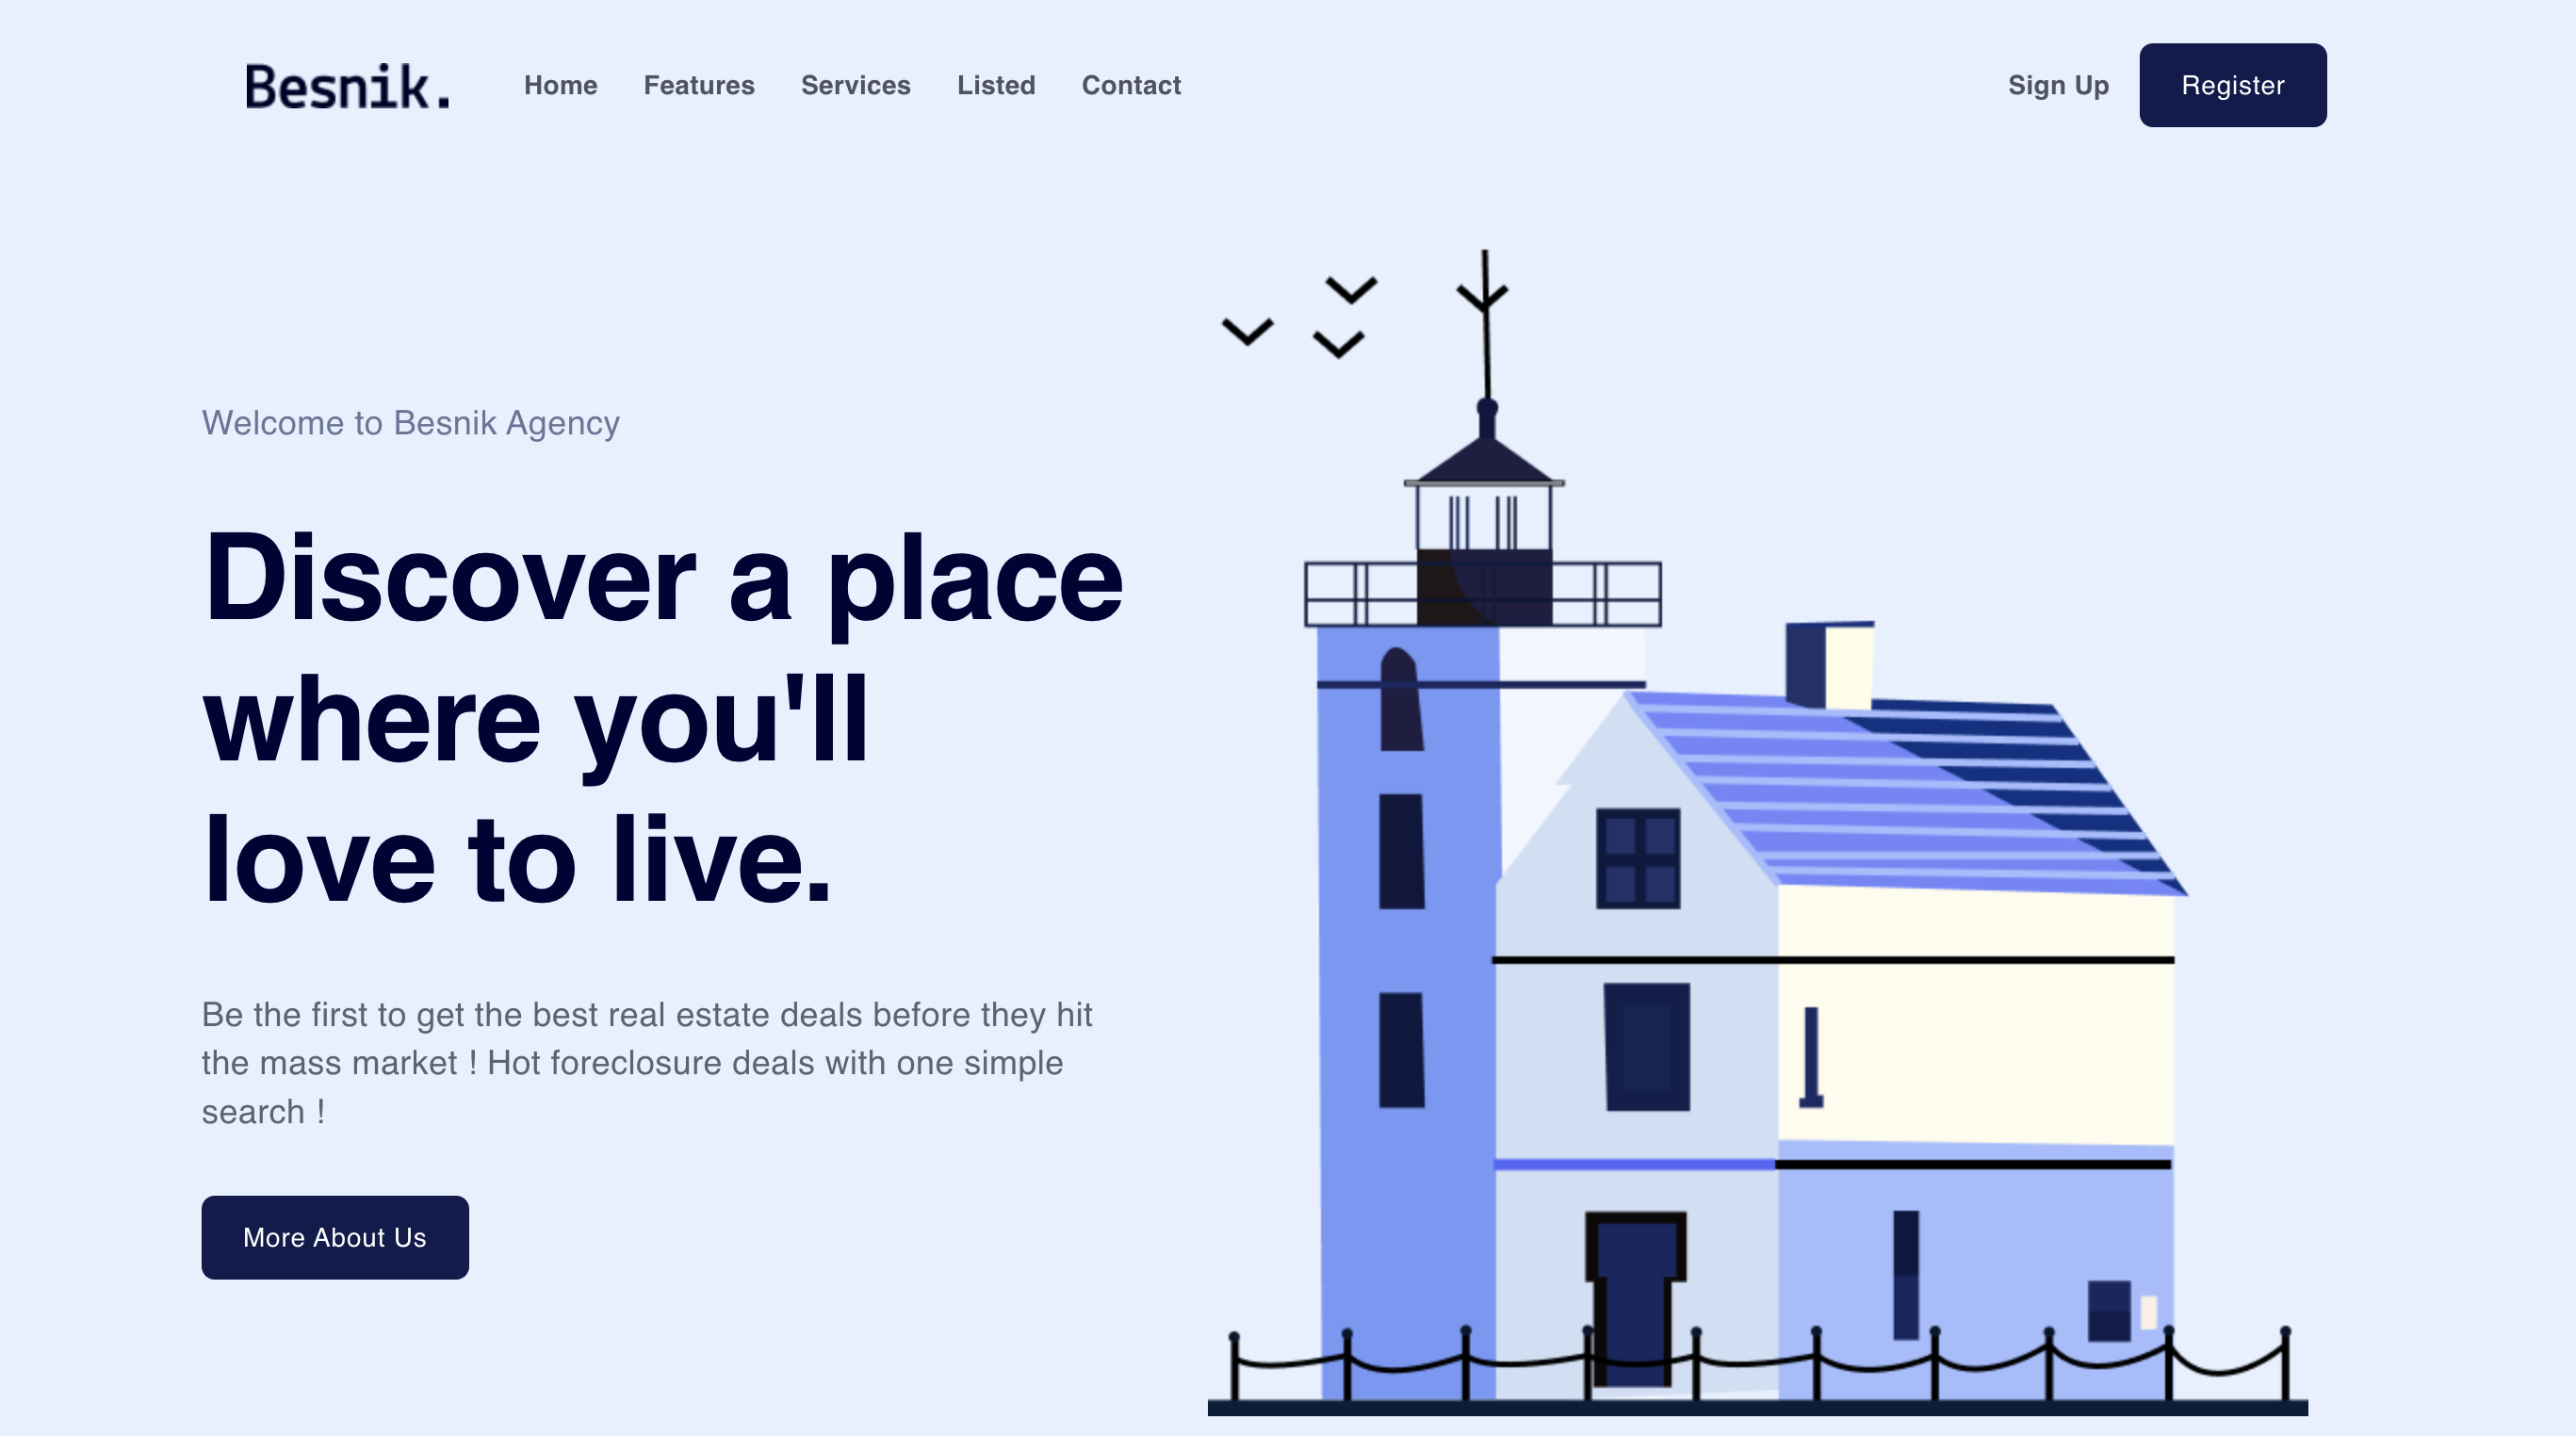 Besnik. Home Features Services Listed Contact Sign Up Register
Welcome to Besnik Agency
Discover a place
where you'll
love to live.
Be the first to get the best real estate deals before they hit
the mass market ! Hot foreclosure deals with one simple
search !
More About Us